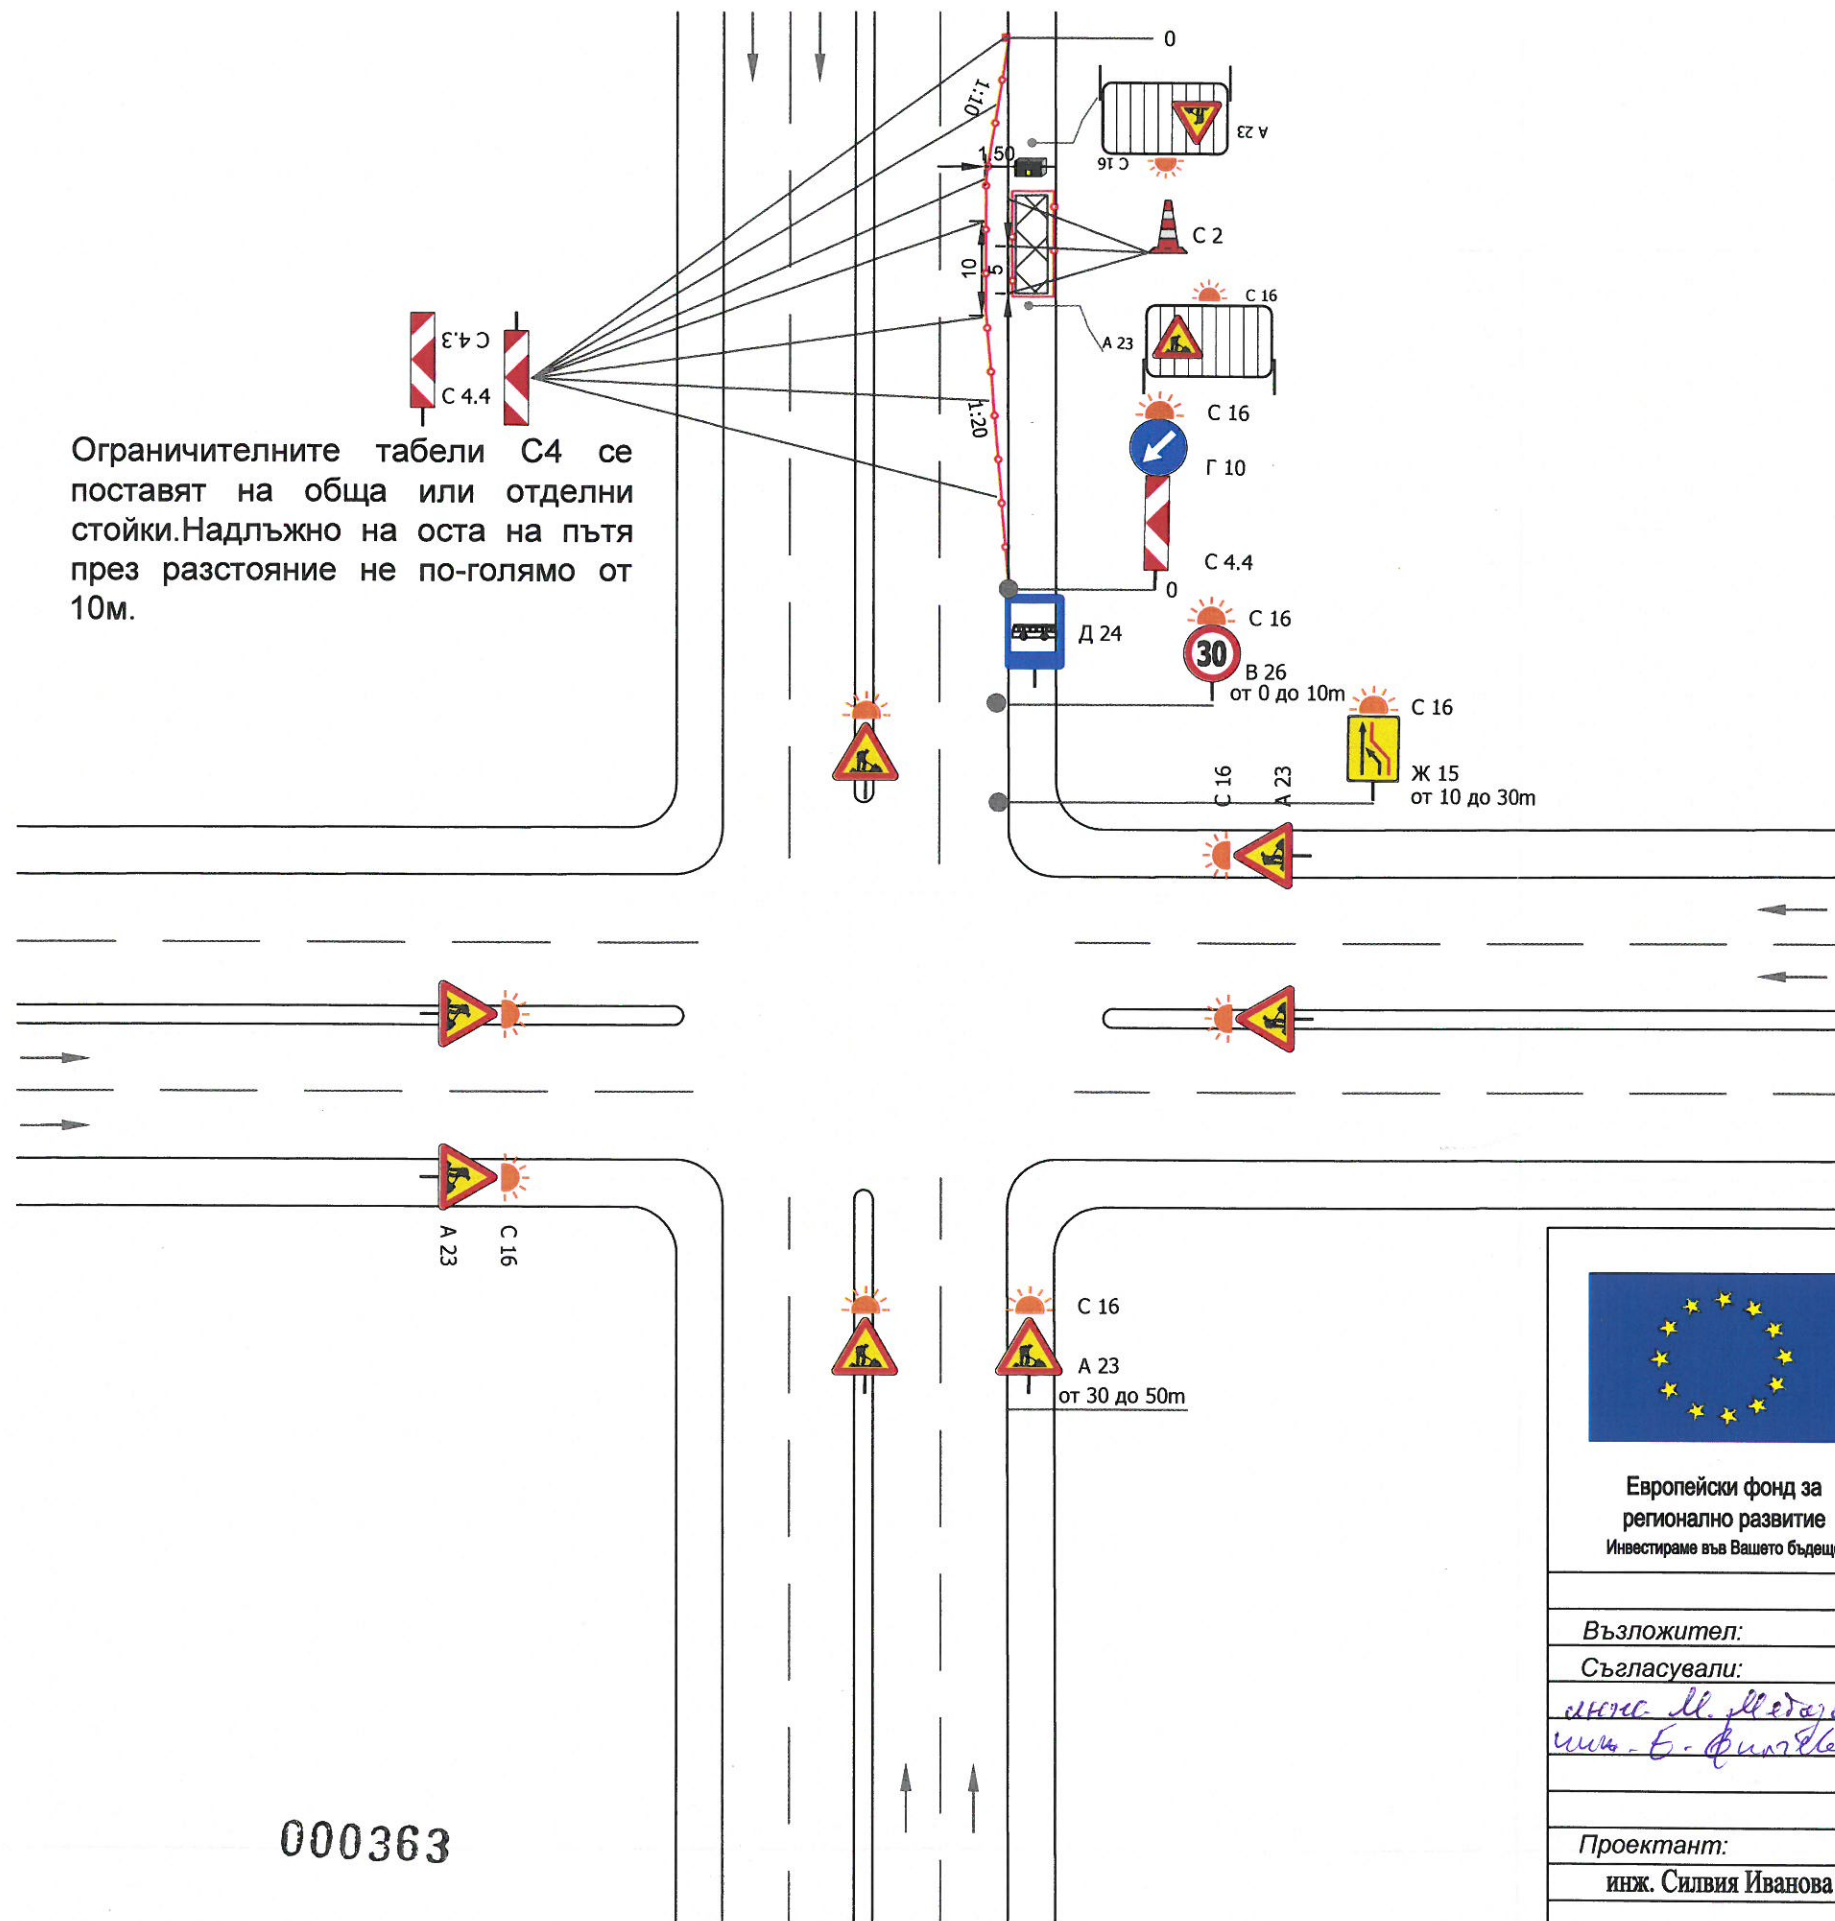 0
1:10
А 23
С 16
1.50
С 2
10
5
С 16
А 23
С 4.3
С 4.4
С 16
Г 10
1:20
С 4.4
0
Ограничителните табели С4 се
поставят на обща или отделни
стойки.Надлъжно на оста на пътя
през разстояние не по-голямо от
10м.
Д 24
С 16
30
В 26
от 0 до 10m
С 16
Ж 15
от 10 до 30m
С 16
А 23
А 23
С 16
С 16
А 23
от 30 до 50m
Европейски фонд за
регионално развитие
Инвестираме във Вашето
Възложител:
Съгласували:
М.
Е.
Проектант:
инж. Силвия Иванова
000363